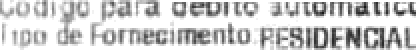 Código para débito automático
Tipo de Fornecimento RESIDENCIAL